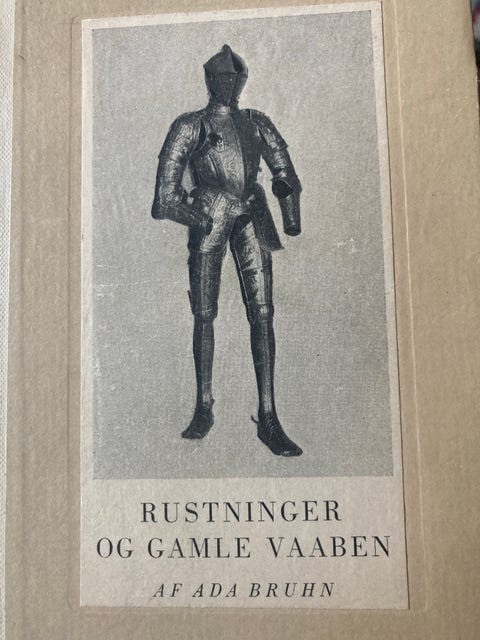 RUSTNINGER
OG GAMLE VAABEN
AF ADA BRUHN